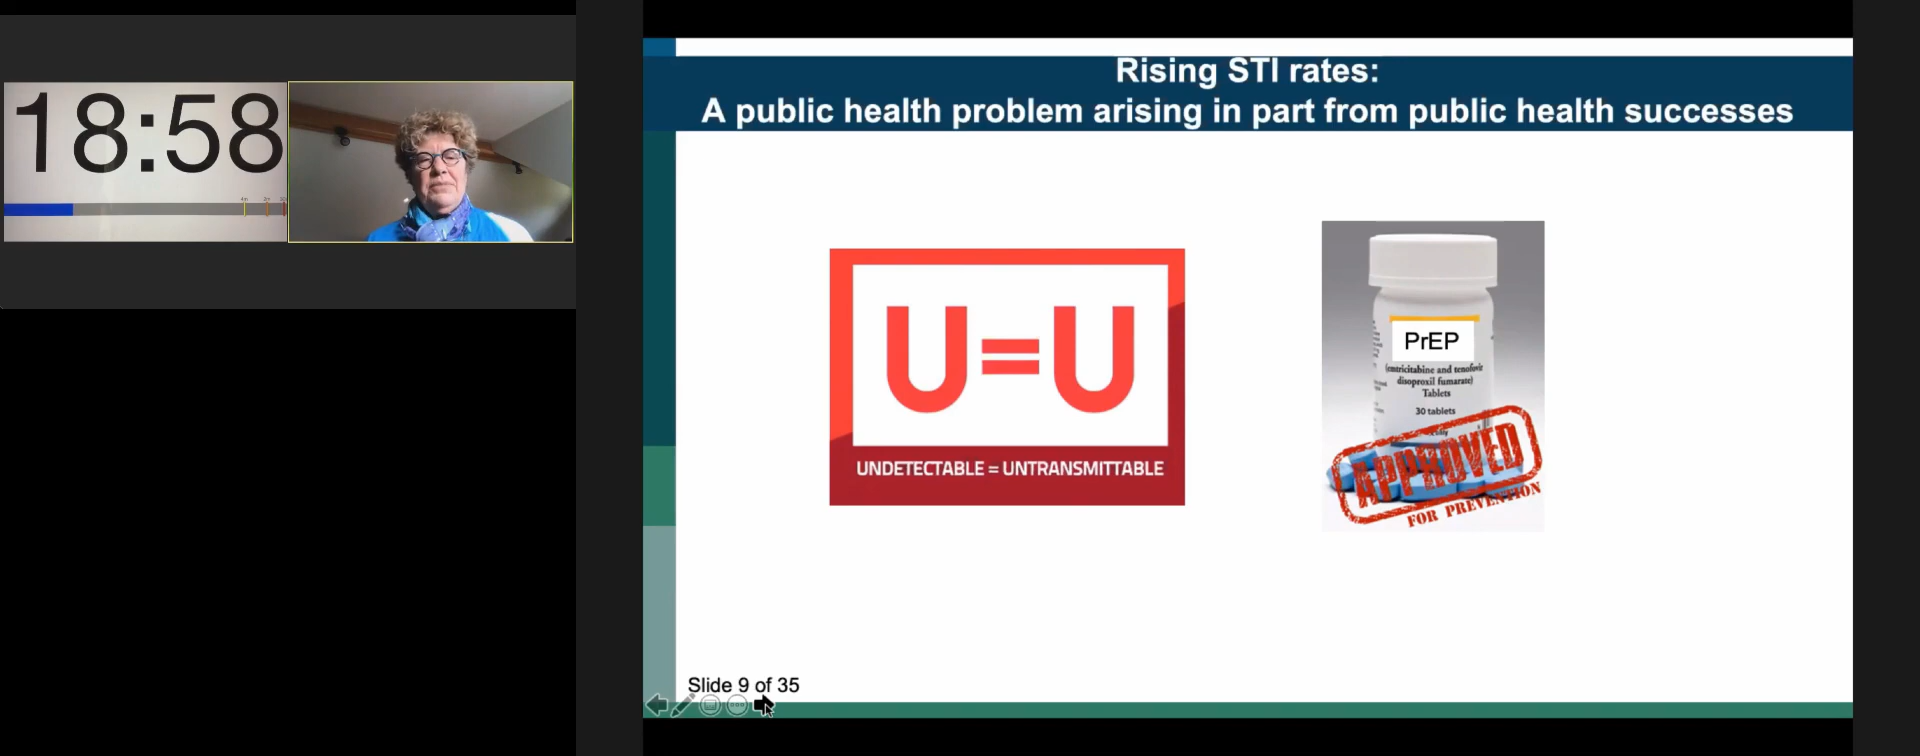 18:58
Rising STI rates:
A public health problem arising in part from public health successes
U=U
UNDETECTABLE = UNTRANSMITTABLE
PrEP
(emtricitabine and tenofovir
disoproxil fumarate)
Tablets
30 tablets
APPROVED
FOR PREVENTION
Slide 9 of 35